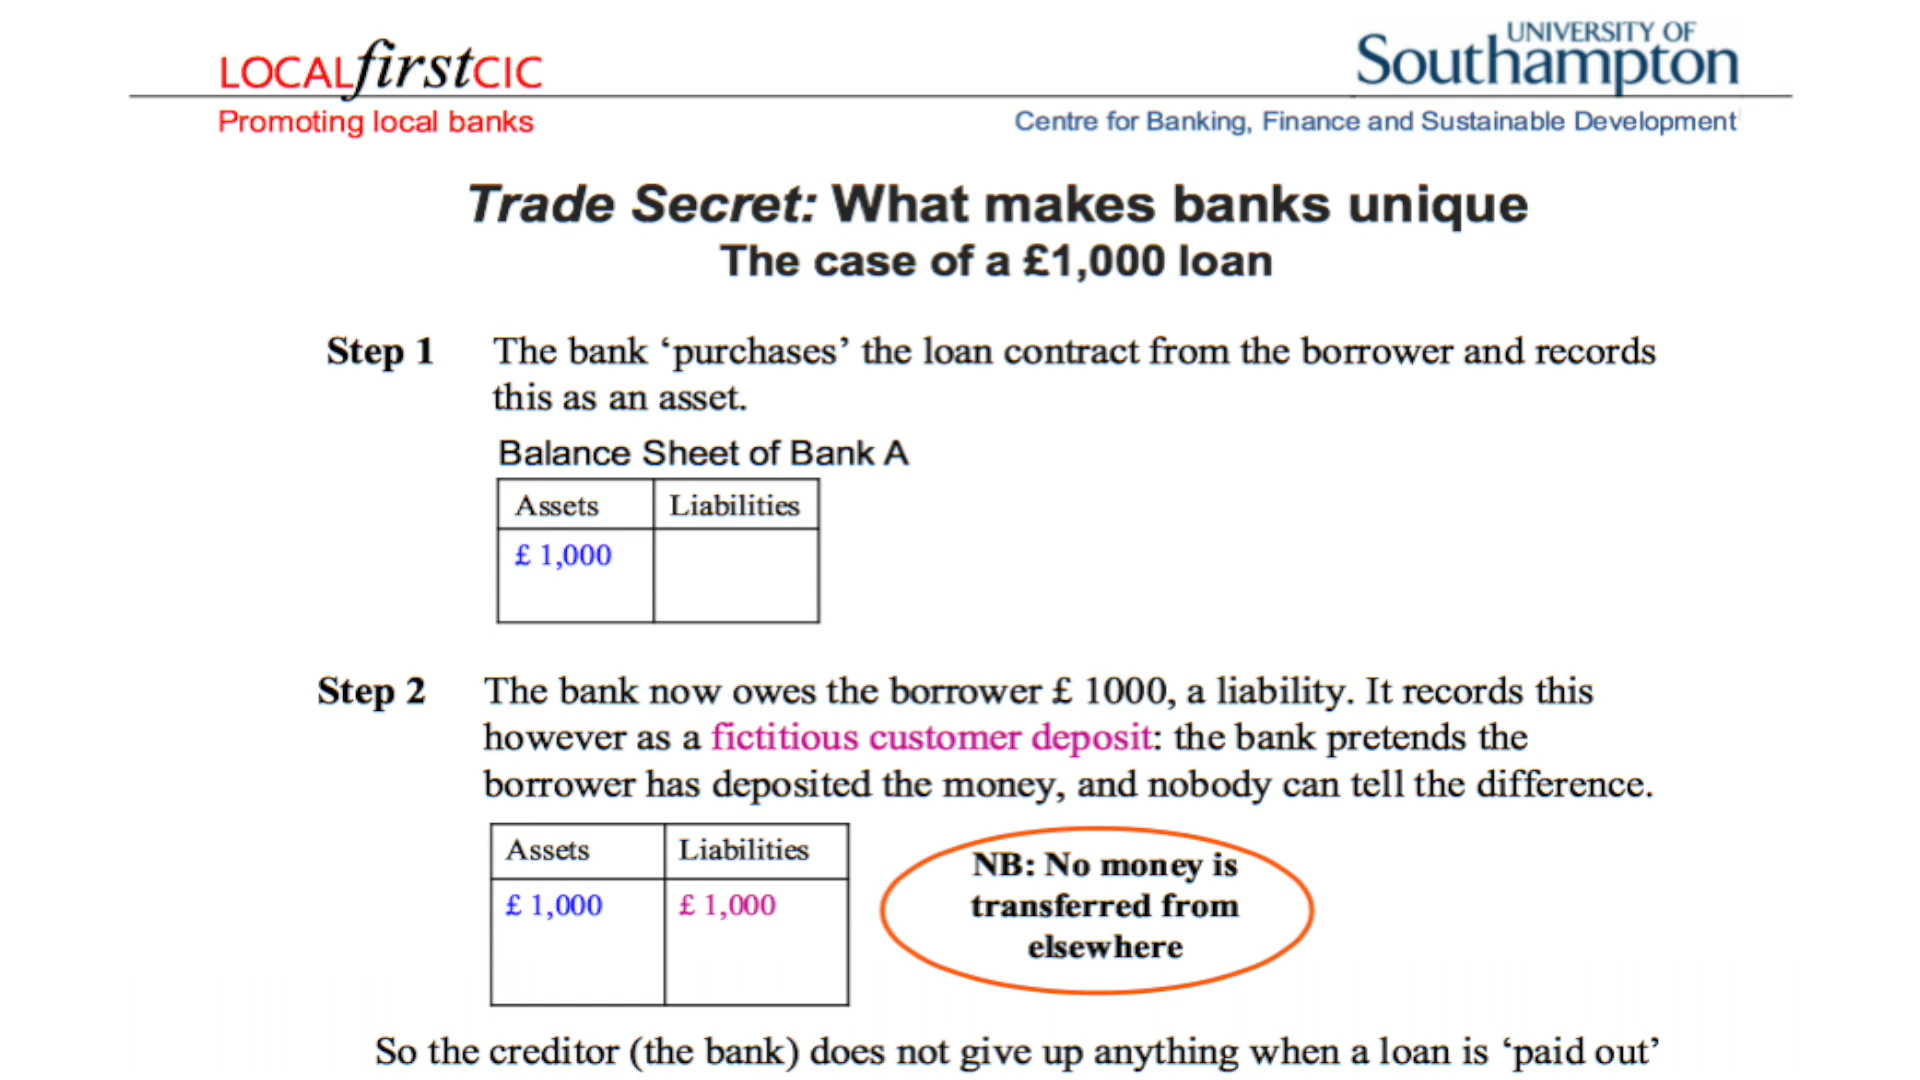 LOCALfirstCIC
UNIVERSITY OF
Southampton
Promoting local banks
Centre for Banking, Finance and Sustainable Development
Trade Secret: What makes banks unique
The case of a £1,000 loan
Step 1 The bank ‘purchases’ the loan contract from the borrower and records
this as an asset.
Balance Sheet of Bank A
Assets Liabilities
£ 1,000
Step 2 The bank now owes the borrower £ 1000, a liability. It records this
however as a fictitious customer deposit: the bank pretends the
borrower has deposited the money, and nobody can tell the difference.
Assets Liabilities
£ 1,000 £ 1,000
NB: No money is
transferred from
elsewhere
So the creditor (the bank) does not give up anything when a loan is ‘paid out’